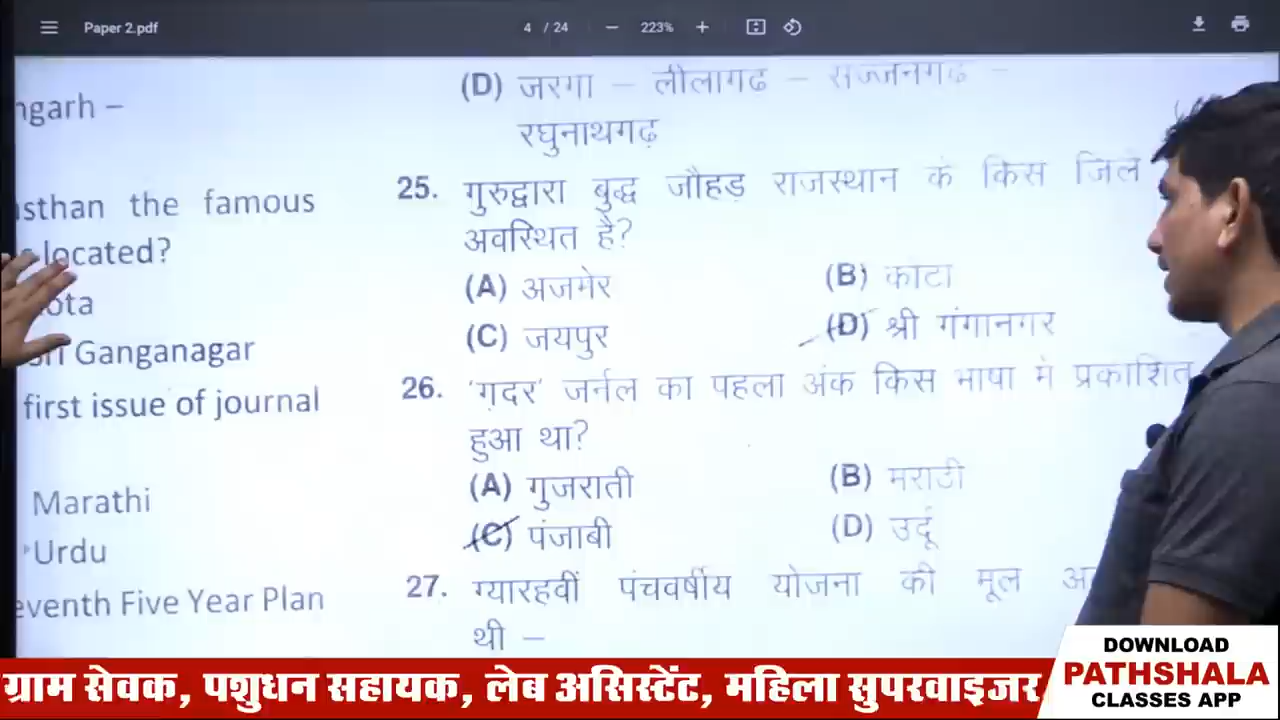 Paper 2.pdf
4 / 24
223%
ngarh –
(D) जरगा – लीलागढ – सज्जनगढ –
रघुनाथगढ़
sthan the famous
located?
ota
Sri Ganganagar
first issue of journal
Marathi
Urdu
eventh Five Year Plan
25. गुरुद्वारा बुद्ध जौहड़ राजस्थान के किस जिले
अवस्थित है?
(A) अजमेर (B) कोटा
(C) जयपुर (D) श्री गंगानगर
26. 'ग़दर' जर्नल का पहला अंक किस भाषा में प्रकाशित
हुआ था?
(A) गुजराती (B) मराठी
(C) पंजाबी (D) उर्दू
27. ग्यारहवीं पंचवर्षीय योजना की मूल
थी –
ग्राम सेवक, पशुधन सहायक, लेब असिस्टेंट, महिला सुपरवाइजर,
DOWNLOAD
PATHSHALA
CLASSES APP